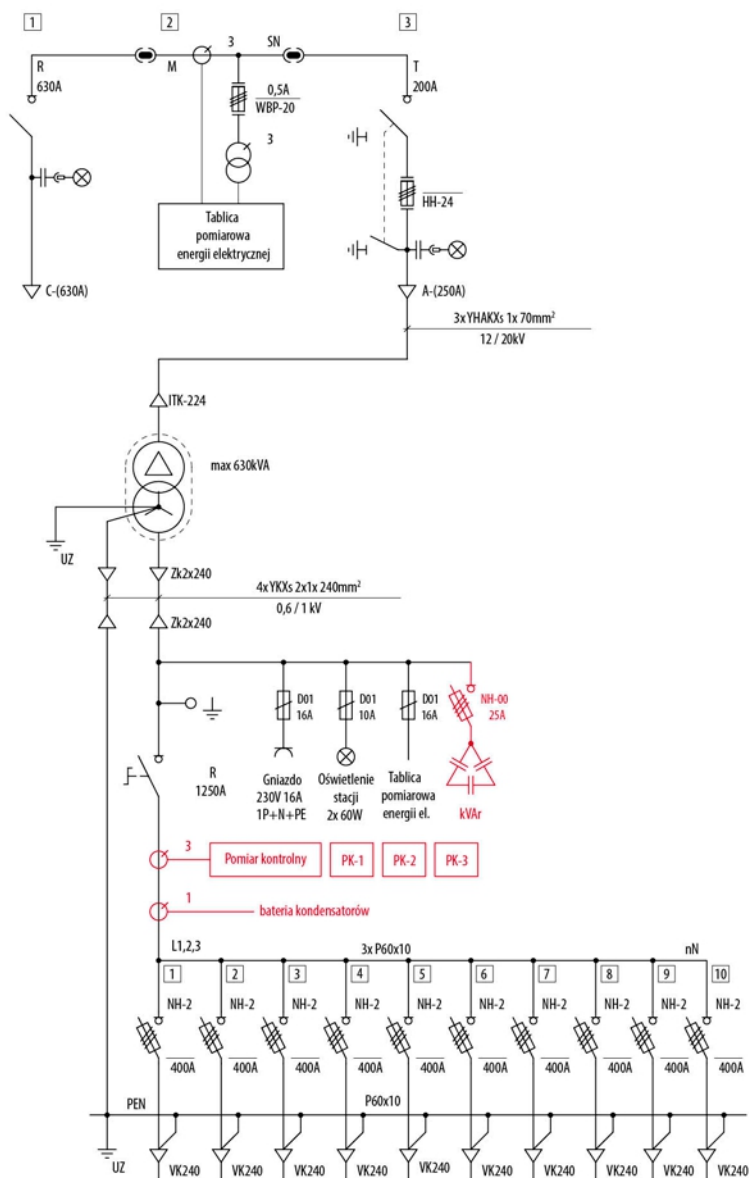 1
2
3
R
630A
M
3
SN
T
200A
0,5A
WBP-20
3
HH-24
Tablica
pomiarowa
energii elektrycznej
C-(630A)
A-(250A)
3x YHAKXs 1x 70mm²
12 / 20kV
ITK-224
max 630kVA
UZ
Zk2x240
4x YKXs 2x1x 240mm²
0,6 / 1 kV
Zk2x240
D01
16A
D01
10A
D01
16A
NH-00
25A
R
1250A
Gniazdo
230V 16A
1P+N+PE
Oświetlenie
stacji
2x 60W
Tablica
pomiarowa
energii el.
kVAr
3
Pomiar kontrolny
PK-1
PK-2
PK-3
1
bateria kondensatorów
L1,2,3
3x P60x10
nN
1
2
3
4
5
6
7
8
9
10
NH-2
NH-2
NH-2
NH-2
NH-2
NH-2
NH-2
NH-2
NH-2
NH-2
400A
400A
400A
400A
400A
400A
400A
400A
400A
400A
PEN
P60x10
UZ
VK240
VK240
VK240
VK240
VK240
VK240
VK240
VK240
VK240
VK240